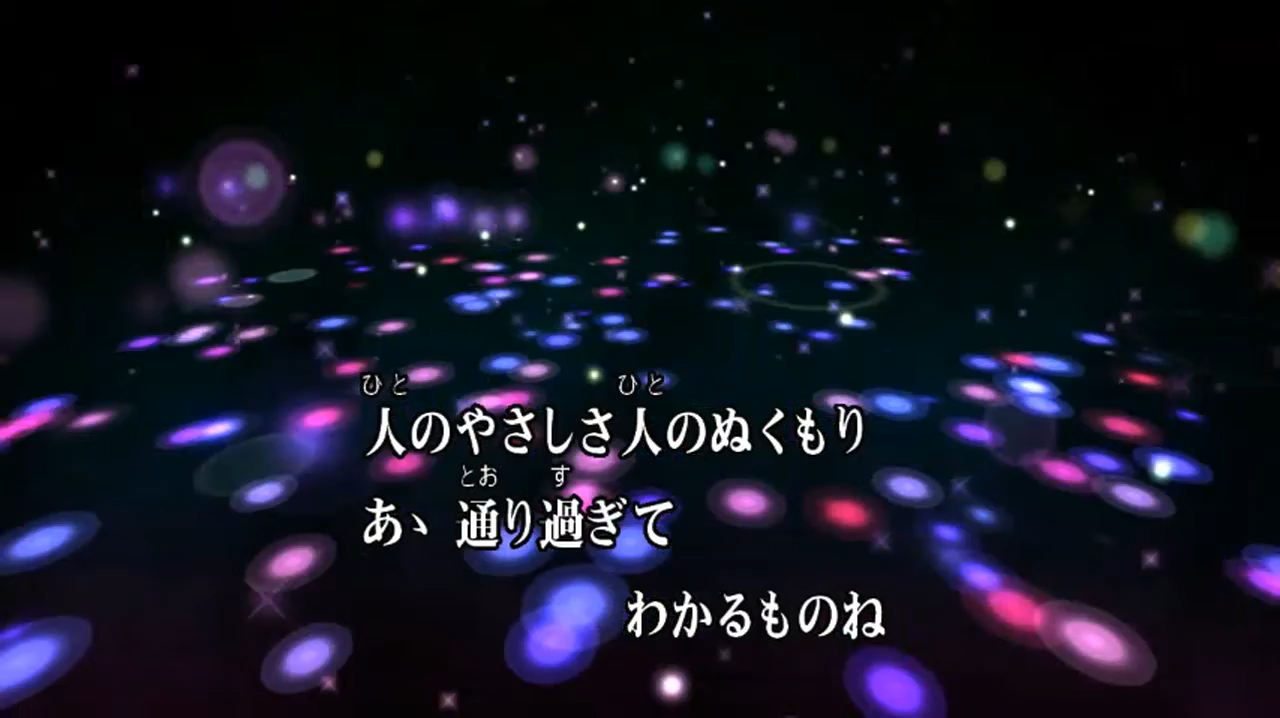 ひと ひと
人のやさしさ人のぬくもり
とお す
あゝ 通り過ぎて
わかるものね